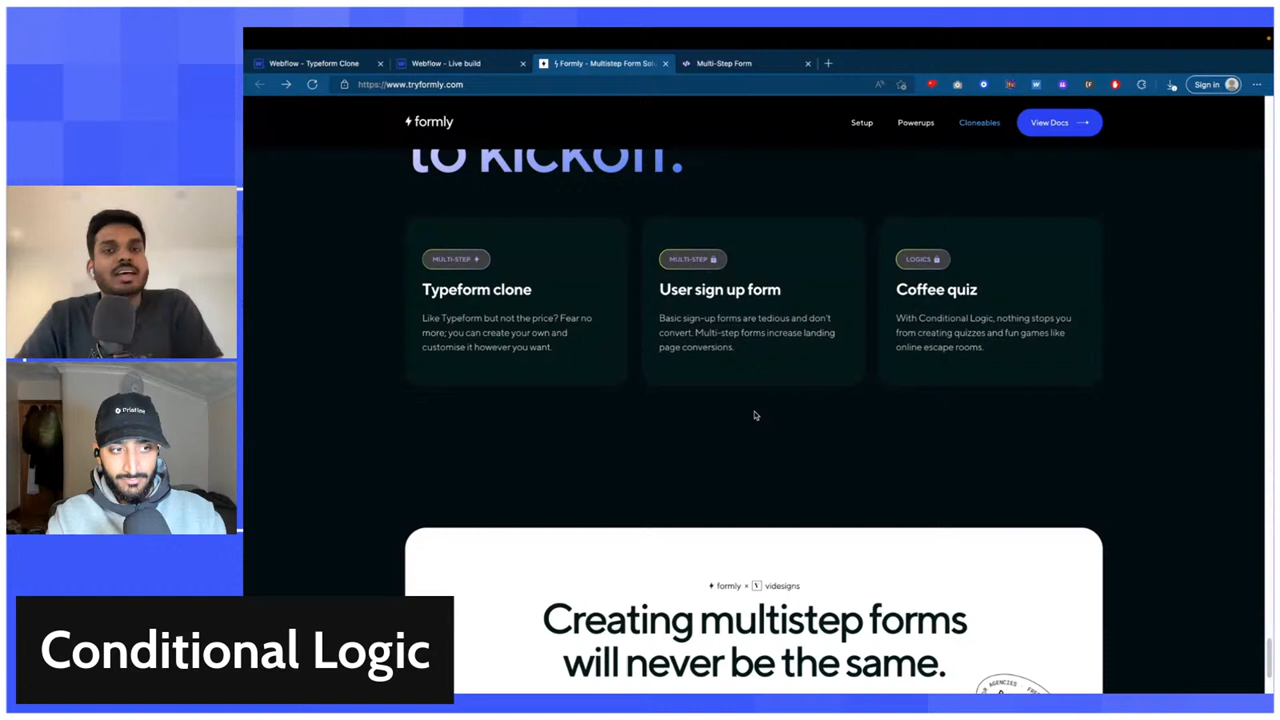 Webflow - Typeform Clone
Webflow - Live build
Formly - Multistep Form Solu
Multi-Step Form
https://www.tryformly.com
Sign in
formly
Setup
Powerups
Cloneables
View Docs
to kickoff.
MULTI-STEP
Typeform clone
Like Typeform but not the price? Fear no
more; you can create your own and
customise it however you want.
MULTI-STEP
User sign up form
Basic sign-up forms are tedious and don't
convert. Multi-step forms increase landing
page conversions.
LOGICS
Coffee quiz
With Conditional Logic, nothing stops you
from creating quizzes and fun games like
online escape rooms.
Pristine
formly × V videsigns
Creating multistep forms
will never be the same.
AGENCIES
Conditional Logic